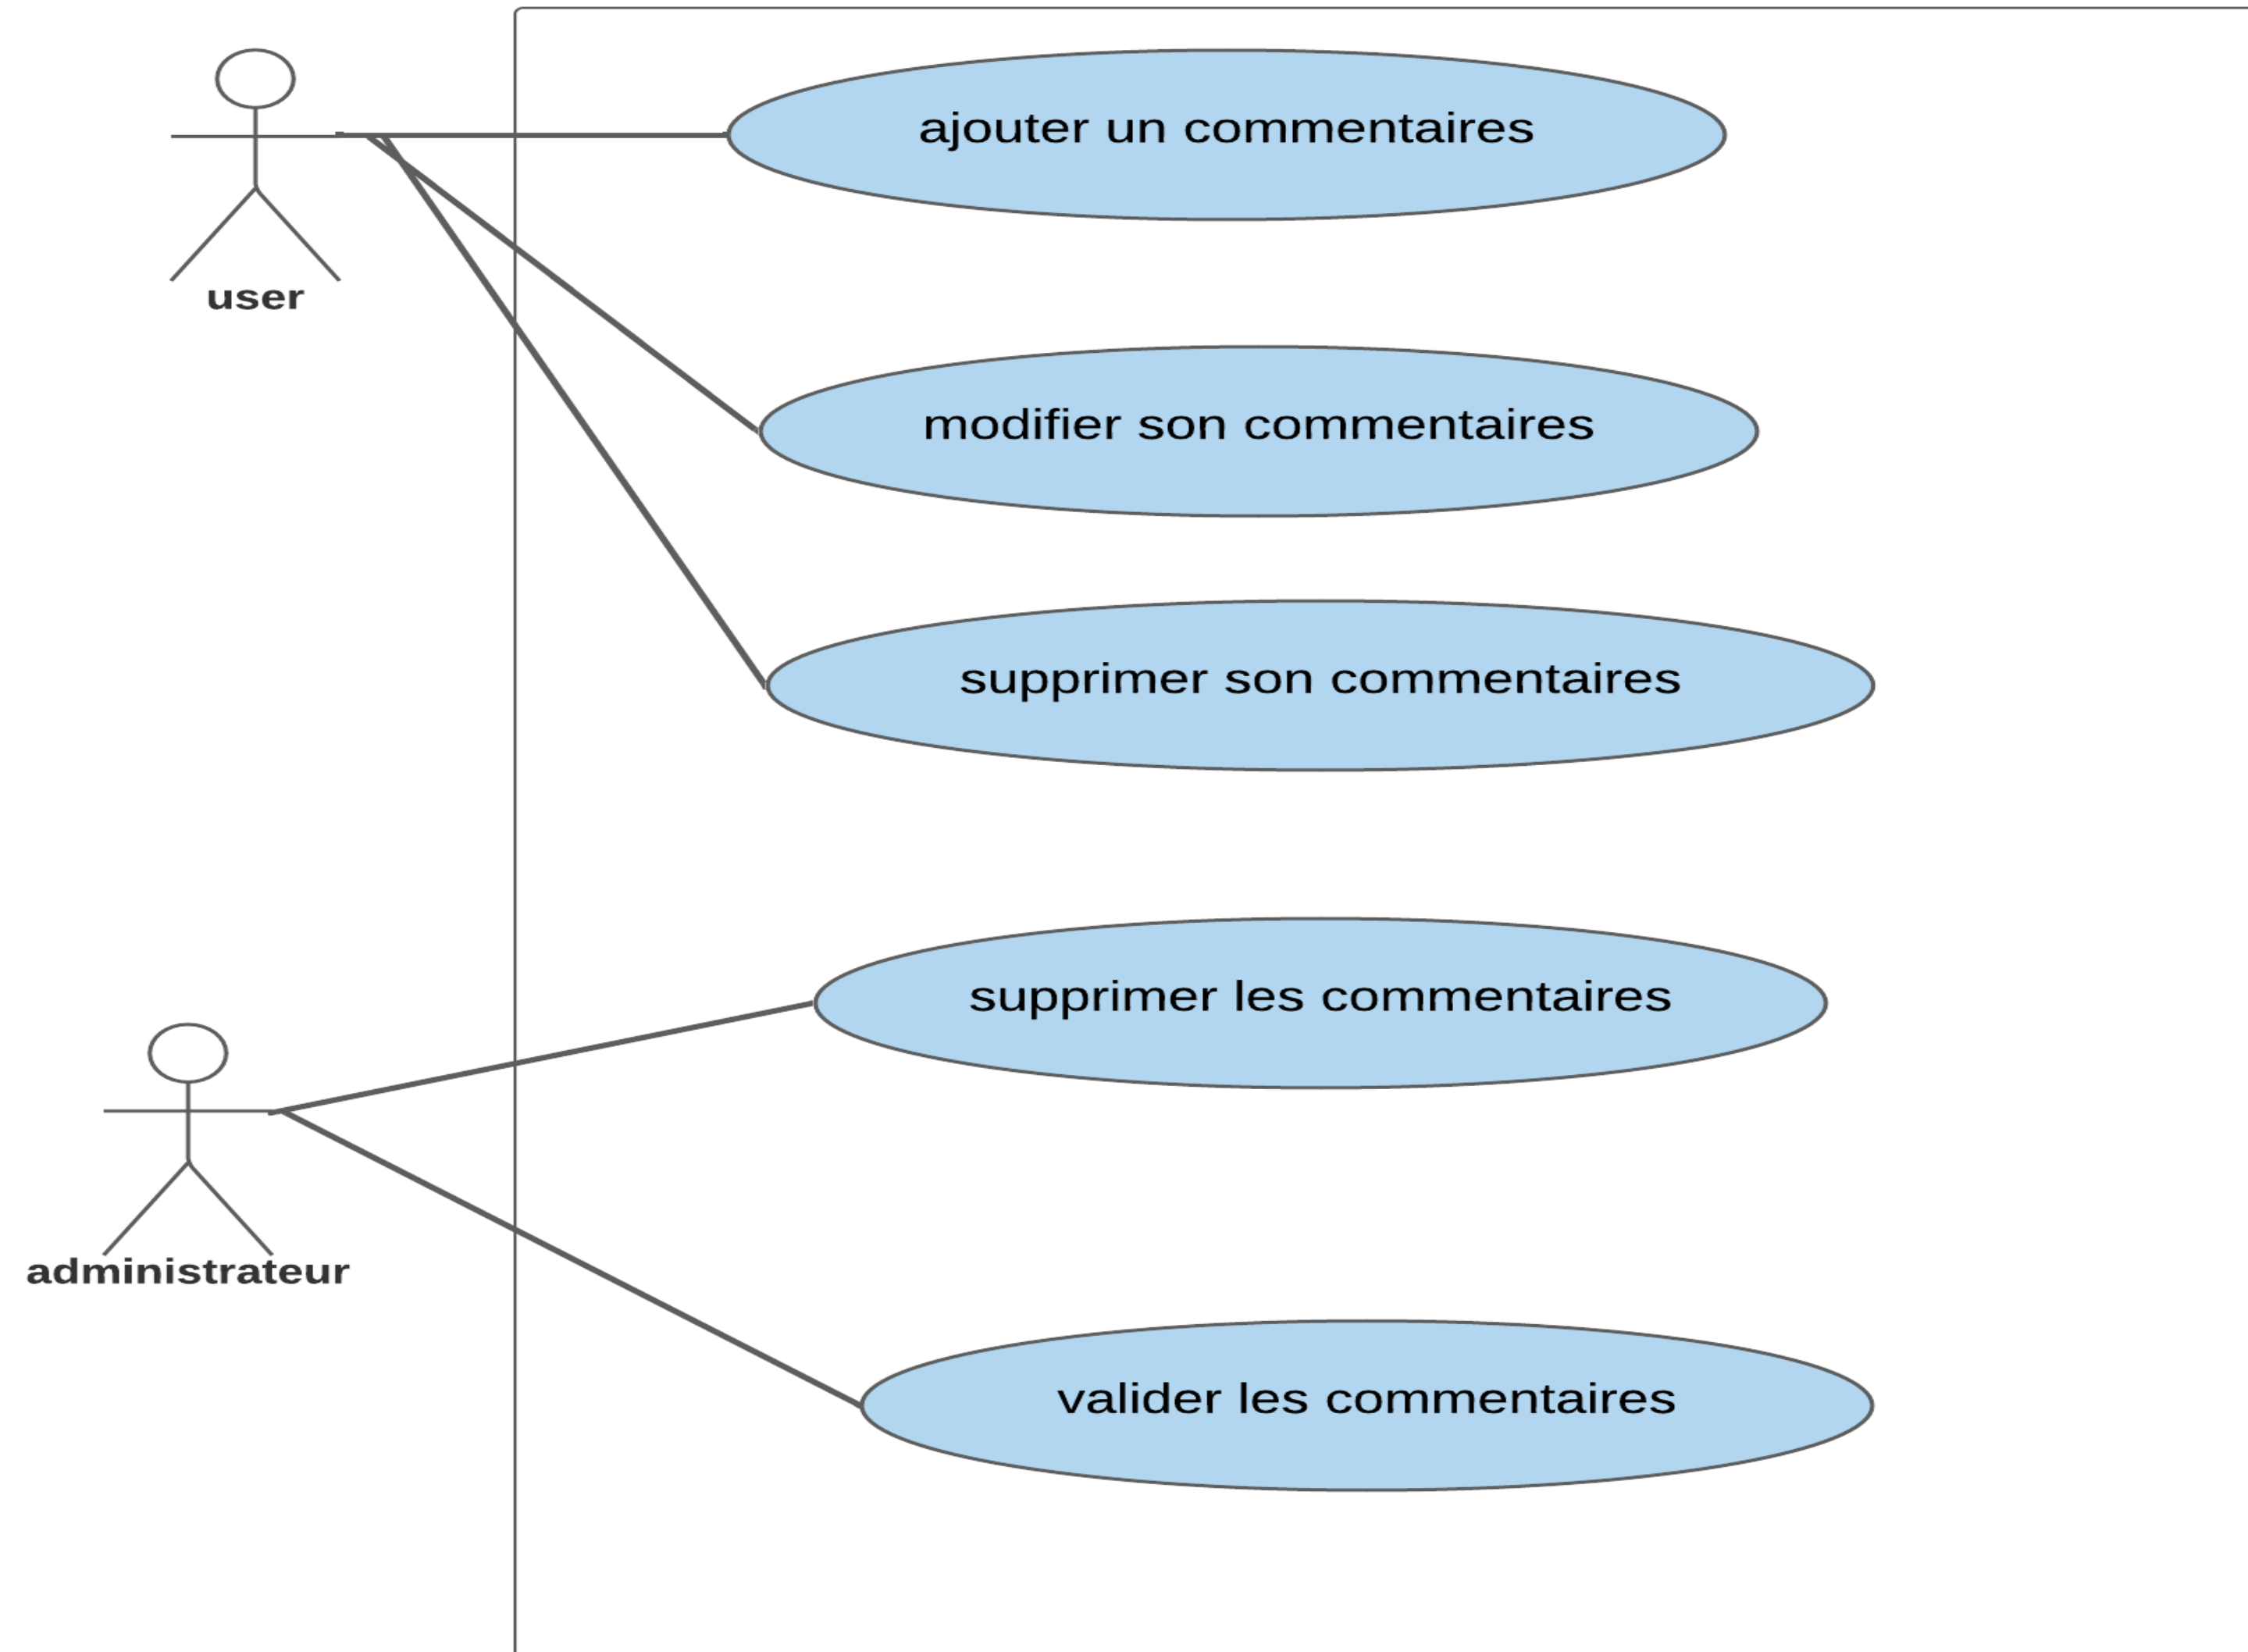 ajouter un commentaires
user
modifier son commentaires
supprimer son commentaires
supprimer les commentaires
administrateur
valider les commentaires